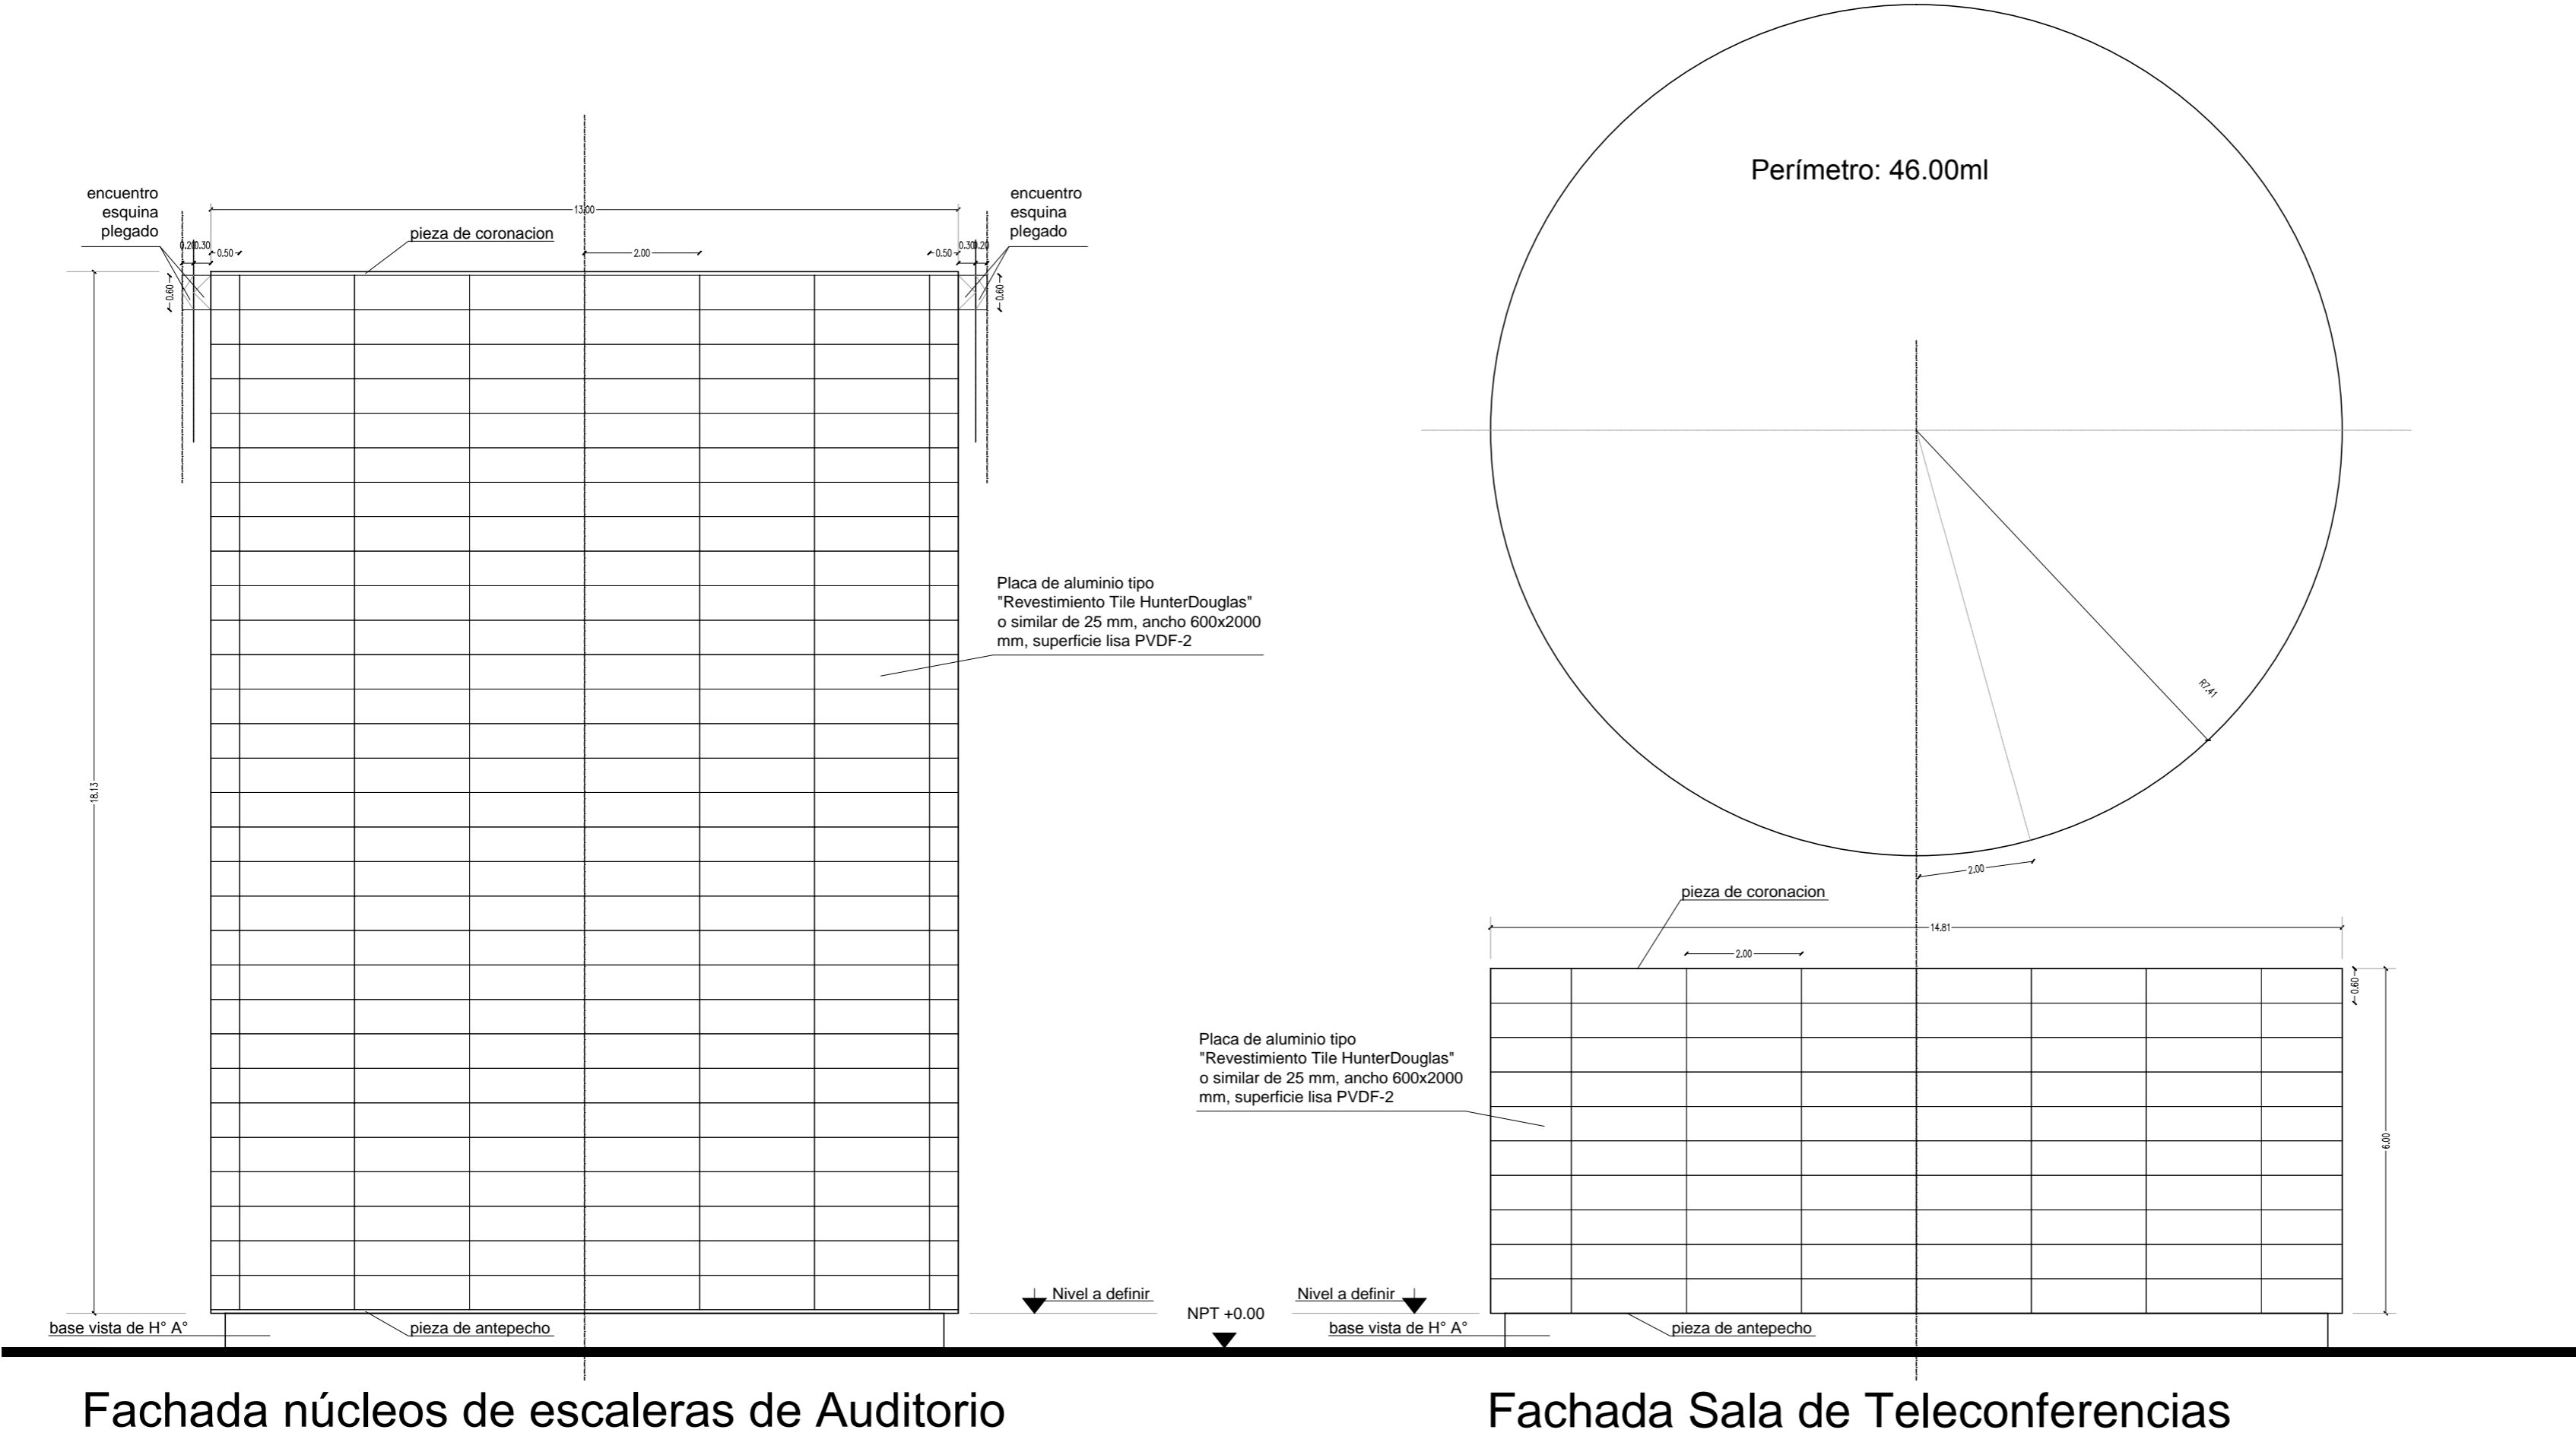 Perímetro: 46.00ml
encuentro
esquina
plegado
13.00
encuentro
esquina
plegado
pieza de coronacion
0.20
0.30
0.50
2.00
0.50
0.30
0.20
0.60
0.60
Placa de aluminio tipo
"Revestimiento Tile HunterDouglas"
o similar de 25 mm, ancho 600x2000
mm, superficie lisa PVDF-2
R7.41
18.13
2.00
pieza de coronacion
14.81
2.00
0.60
Placa de aluminio tipo
"Revestimiento Tile HunterDouglas"
o similar de 25 mm, ancho 600x2000
mm, superficie lisa PVDF-2
6.00
Nivel a definir
NPT +0.00
Nivel a definir
base vista de H° A°
pieza de antepecho
base vista de H° A°
pieza de antepecho
Fachada núcleos de escaleras de Auditorio
Fachada Sala de Teleconferencias